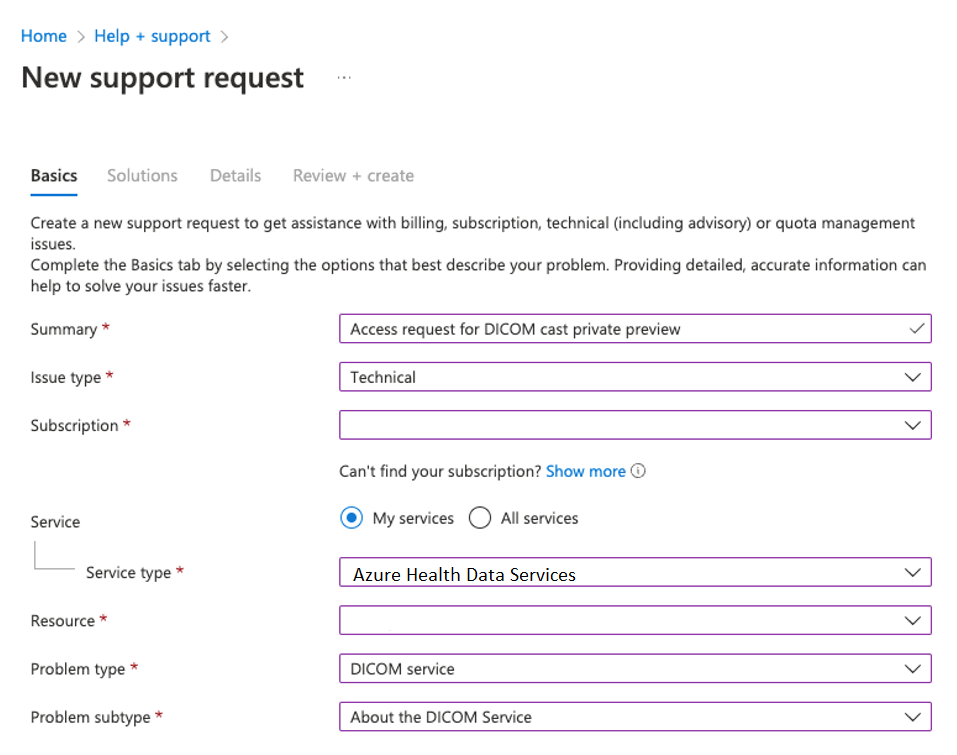 Home > Help + support >
New support request ...
Basics Solutions Details Review + create
Create a new support request to get assistance with billing, subscription, technical (including advisory) or quota management
issues.
Complete the Basics tab by selecting the options that best describe your problem. Providing detailed, accurate information can
help to solve your issues faster.
Summary * Access request for DICOM cast private preview
Issue type * Technical
Subscription *
Can't find your subscription? Show more
Service My services All services
Service type * Azure Health Data Services
Resource *
Problem type * DICOM service
Problem subtype * About the DICOM Service